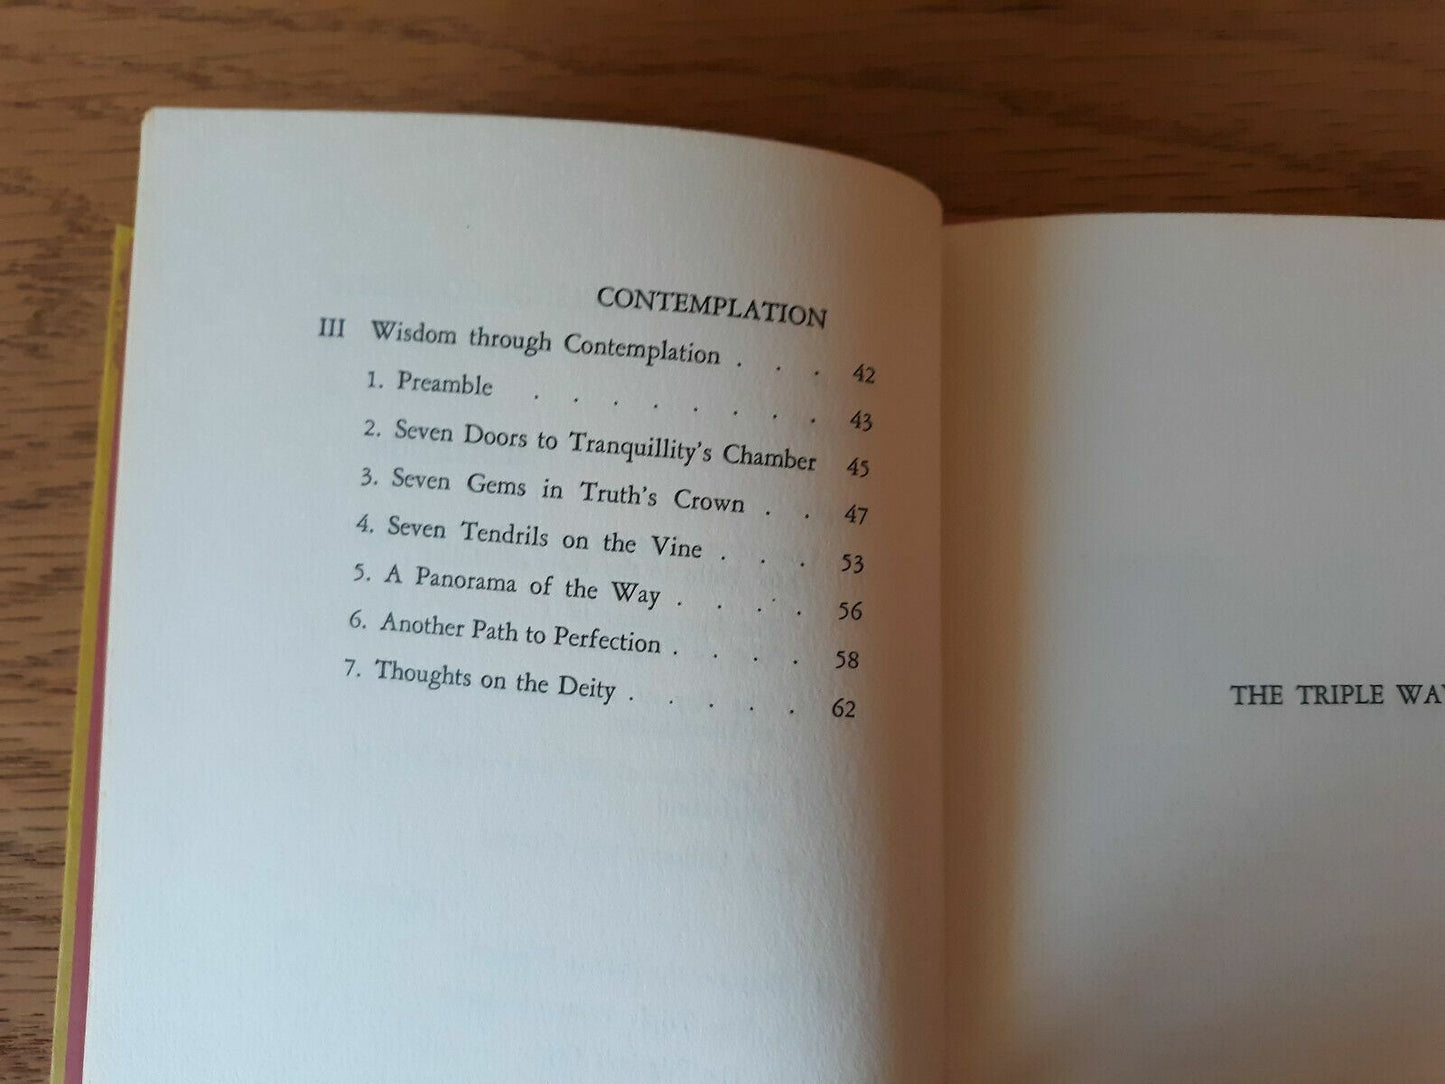 CONTEMPLATION
III Wisdom through Contemplation . . . 42
1. Preamble . . . . . . . . 43
2. Seven Doors to Tranquillity's Chamber 45
3. Seven Gems in Truth's Crown . . 47
4. Seven Tendrils on the Vine . . . 53
5. A Panorama of the Way . . . . 56
6. Another Path to Perfection . . . . 58
7. Thoughts on the Deity . . . . . 62
THE TRIPLE WAY